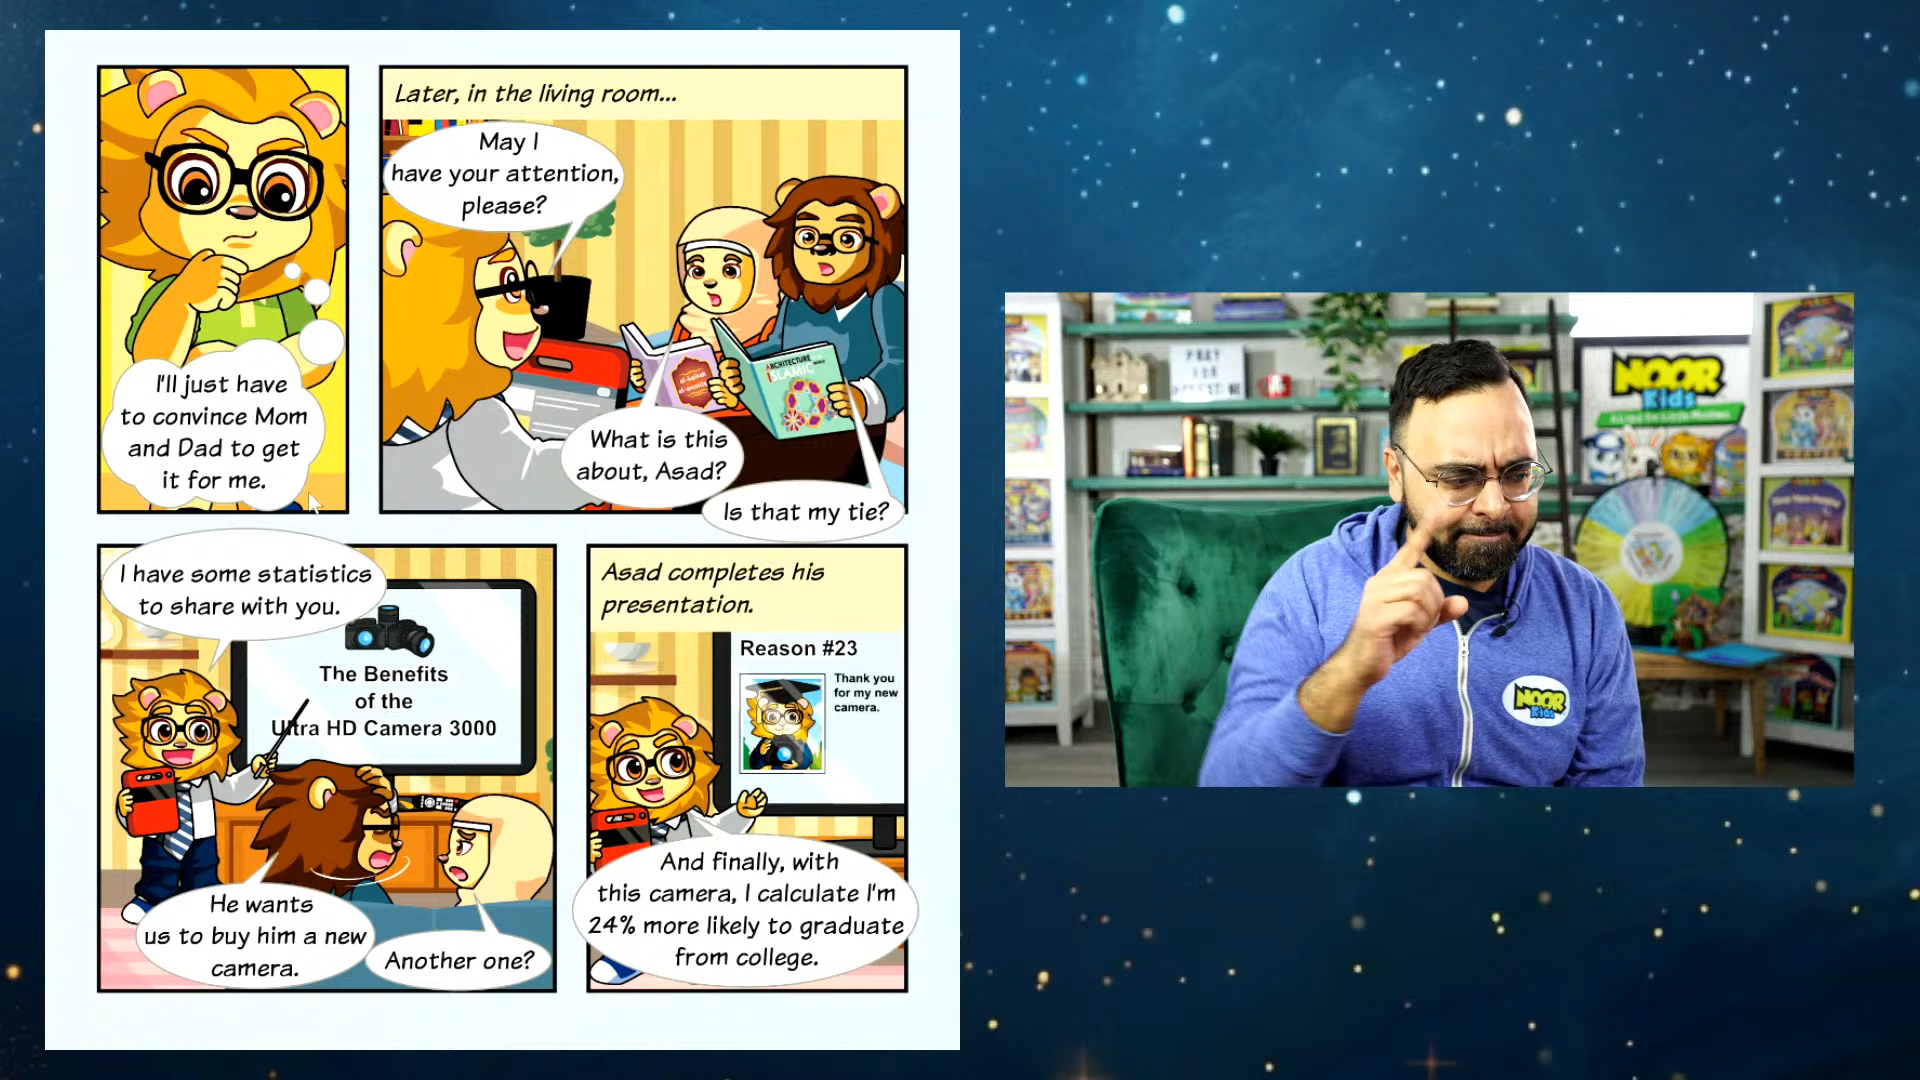 I'll just have
to convince Mom
and Dad to get
it for me.
Later, in the living room...
May I
have your attention,
please?
ARCHITECTURE
ISLAMIC
What is this
about, Asad?
Is that my tie?
I have some statistics
to share with you.
The Benefits
of the
Ultra HD Camera 3000
He wants
us to buy him a new
camera.
Another one?
Asad completes his
presentation.
Reason #23
Thank you
for my new
camera.
And finally, with
this camera, I calculate I'm
24% more likely to graduate
from college.
PRAY
FOR
NOOR
Kids
NOOR
Kids